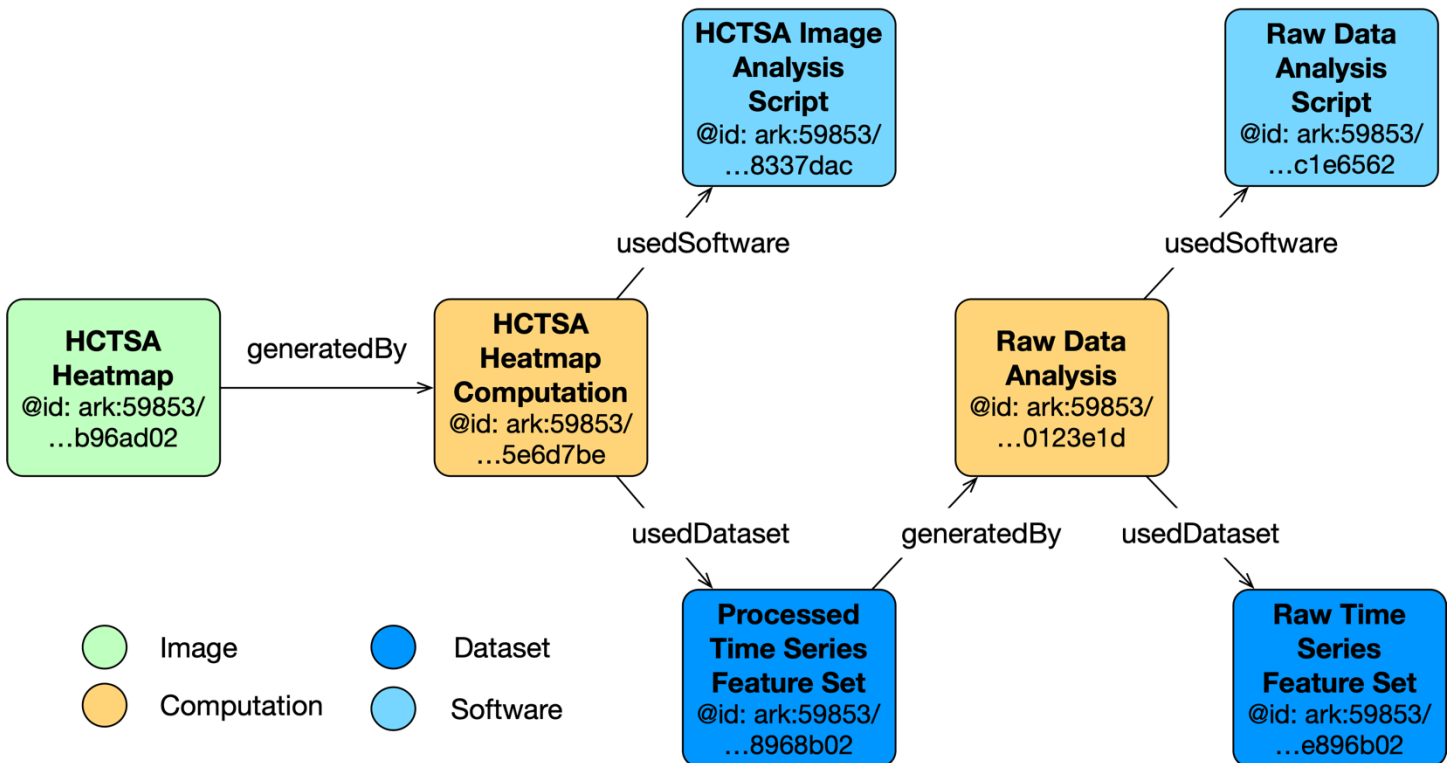 HCTSA Image
Analysis
Script
@id: ark:59853/
…8337dac
Raw Data
Analysis
Script
@id: ark:59853/
…c1e6562
usedSoftware
usedSoftware
HCTSA
Heatmap
@id: ark:59853/
…b96ad02
generatedBy
HCTSA
Heatmap
Computation
@id: ark:59853/
…5e6d7be
Raw Data
Analysis
@id: ark:59853/
…0123e1d
usedDataset
generatedBy
usedDataset
Processed
Time Series
Feature Set
@id: ark:59853/
…8968b02
Raw Time
Series
Feature Set
@id: ark:59853/
…e896b02
Image
Dataset
Computation
Software